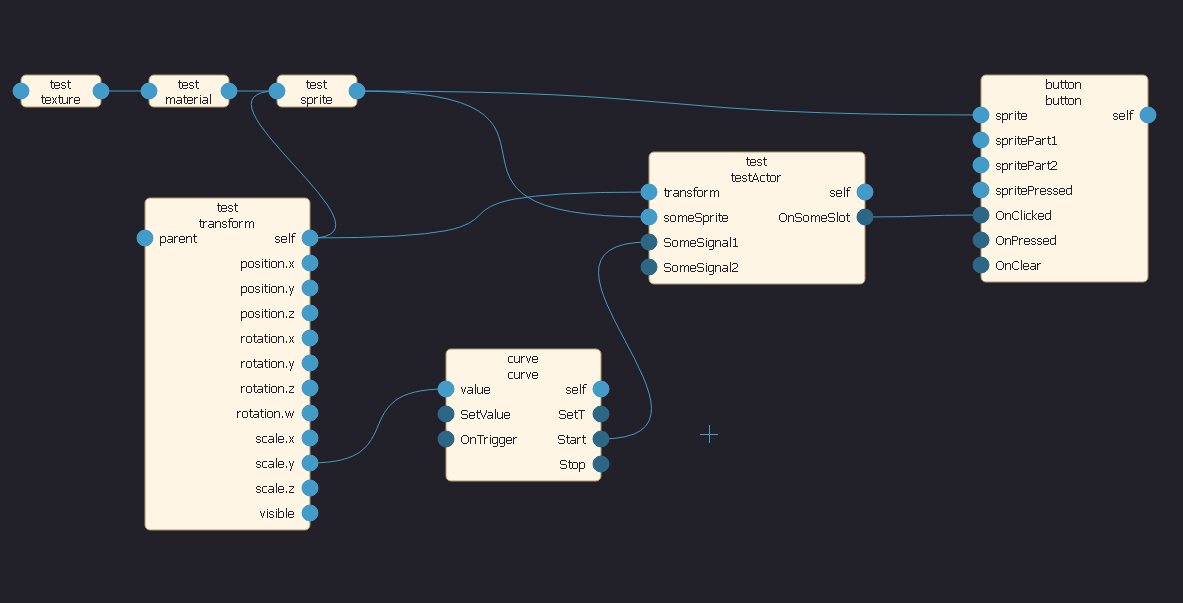 test
texture
test
material
test
sprite
test
transform
parent
self
position.x
position.y
position.z
rotation.x
rotation.y
rotation.z
rotation.w
scale.x
scale.y
scale.z
visible
curve
curve
value
self
SetValue
SetT
OnTrigger
Start
Stop
test
testActor
transform
self
someSprite
OnSomeSlot
SomeSignal1
SomeSignal2
button
button
sprite
self
spritePart1
spritePart2
spritePressed
OnClicked
OnPressed
OnClear